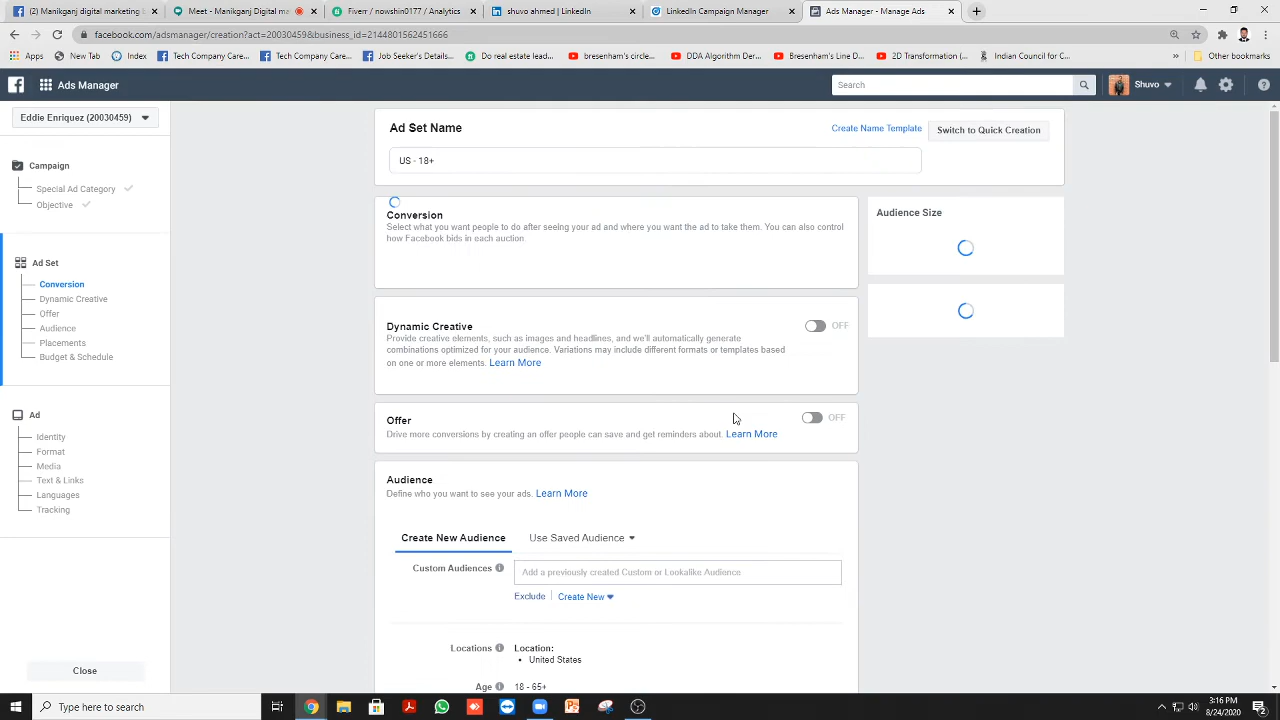 (2) Manikganj Digital Marketing
Meet - Manikganj Digital ma
Fiverr / nowshin0177 / Analytics
shuvo ahmed | LinkedIn
LinkedIn Campaign Manager
Ads Manager - Manage Ads
facebook.com/adsmanager/creation?act=20030459&business_id=2144801562451666
Apps
Booking.com
Index
Tech Company Care...
Tech Company Care...
Job Seeker's Details...
Do real estate lead...
bresenham's circle...
DDA Algorithm Der...
Bresenham's Line D...
2D Transformation (...
Indian Council for C...
Other bookmarks
Ads Manager
Search
Shuvo
Eddie Enriquez (20030459)
Campaign
Special Ad Category
Objective
Ad Set
Conversion
Dynamic Creative
Offer
Audience
Placements
Budget & Schedule
Ad
Identity
Format
Media
Text & Links
Languages
Tracking
Close
Ad Set Name
Create Name Template
Switch to Quick Creation
US - 18+
Conversion
Select what you want people to do after seeing your ad and where you want the ad to take them. You can also control
how Facebook bids in each auction.
Audience Size
Dynamic Creative
OFF
Provide creative elements, such as images and headlines, and we'll automatically generate
combinations optimized for your audience. Variations may include different formats or templates based
on one or more elements. Learn More
Offer
OFF
Drive more conversions by creating an offer people can save and get reminders about. Learn More
Audience
Define who you want to see your ads. Learn More
Create New Audience
Use Saved Audience
Custom Audiences
Add a previously created Custom or Lookalike Audience
Exclude
Create New
Locations
Location:
• United States
Age
18 - 65+
Type here to search
3:16 PM
8/24/2020